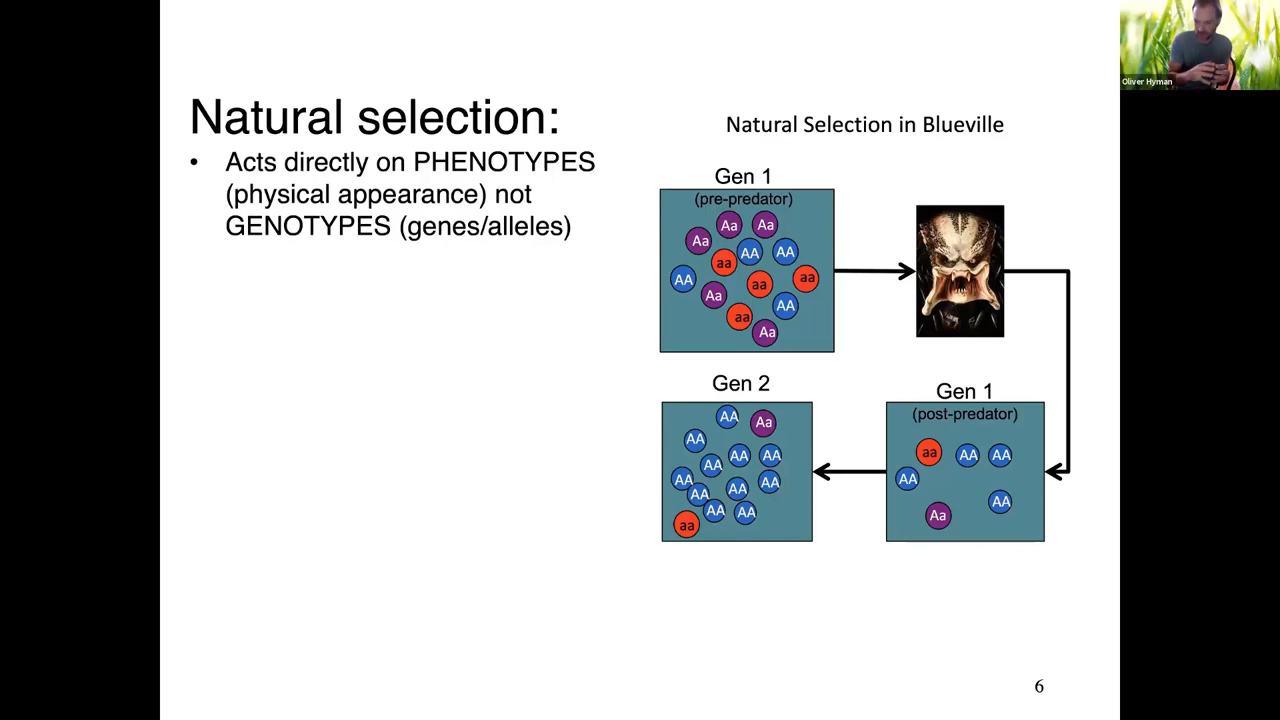 Oliver Hyman
Natural selection:
• Acts directly on PHENOTYPES
(physical appearance) not
GENOTYPES (genes/alleles)
Natural Selection in Blueville
Gen 1
(pre-predator)
Aa
Aa
Aa
AA
AA
aa
AA
aa
aa
Aa
AA
aa
Aa
Gen 2
AA
Aa
AA
AA
AA
AA
AA
AA
AA
AA
AA
AA
aa
Gen 1
(post-predator)
aa
AA
AA
AA
AA
Aa
6